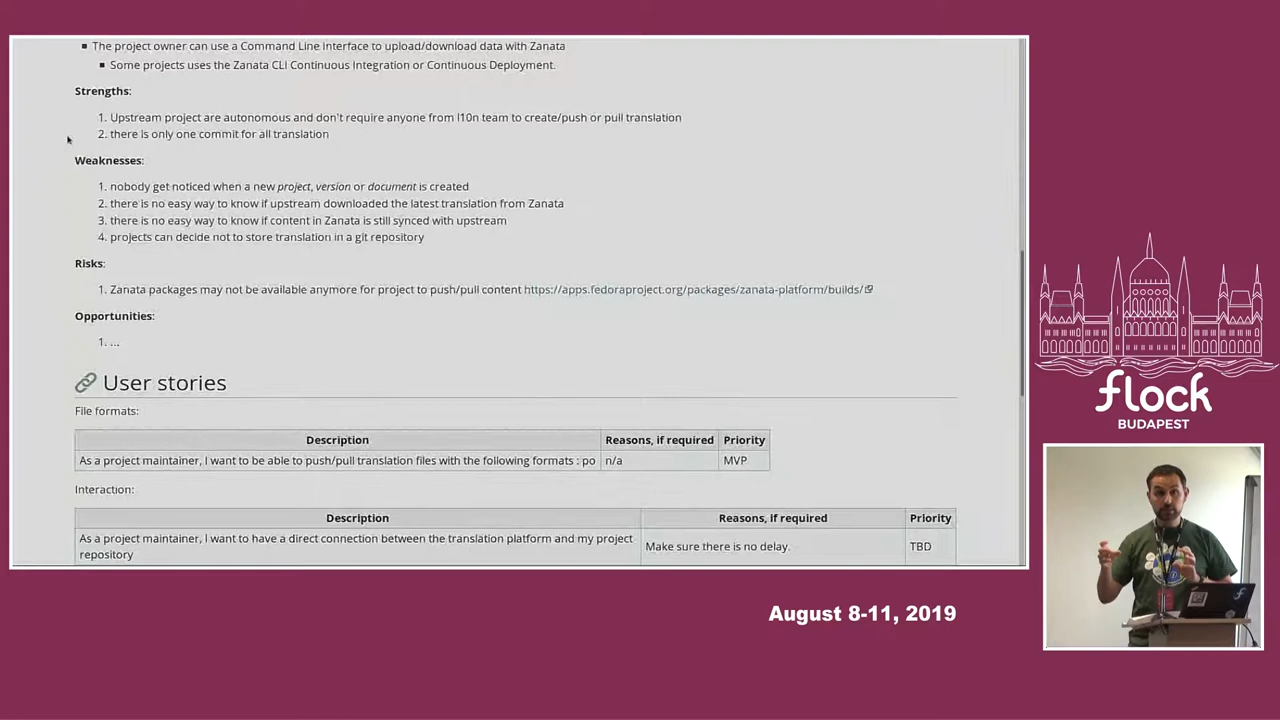 ▪ The project owner can use a Command Line Interface to upload/download data with Zanata
▪ Some projects uses the Zanata CLI Continuous Integration or Continuous Deployment.
Strengths:
1. Upstream project are autonomous and don't require anyone from l10n team to create/push or pull translation
2. there is only one commit for all translation
Weaknesses:
1. nobody get noticed when a new project, version or document is created
2. there is no easy way to know if upstream downloaded the latest translation from Zanata
3. there is no easy way to know if content in Zanata is still synced with upstream
4. projects can decide not to store translation in a git repository
Risks:
1. Zanata packages may not be available anymore for project to push/pull content https://apps.fedoraproject.org/packages/zanata-platform/builds/
Opportunities:
1. ...
User stories
File formats:
Description Reasons, if required Priority
As a project maintainer, I want to be able to push/pull translation files with the following formats : po n/a MVP
Interaction:
Description Reasons, if required Priority
As a project maintainer, I want to have a direct connection between the translation platform and my project
repository Make sure there is no delay. TBD
flock
BUDAPEST
August 8-11, 2019